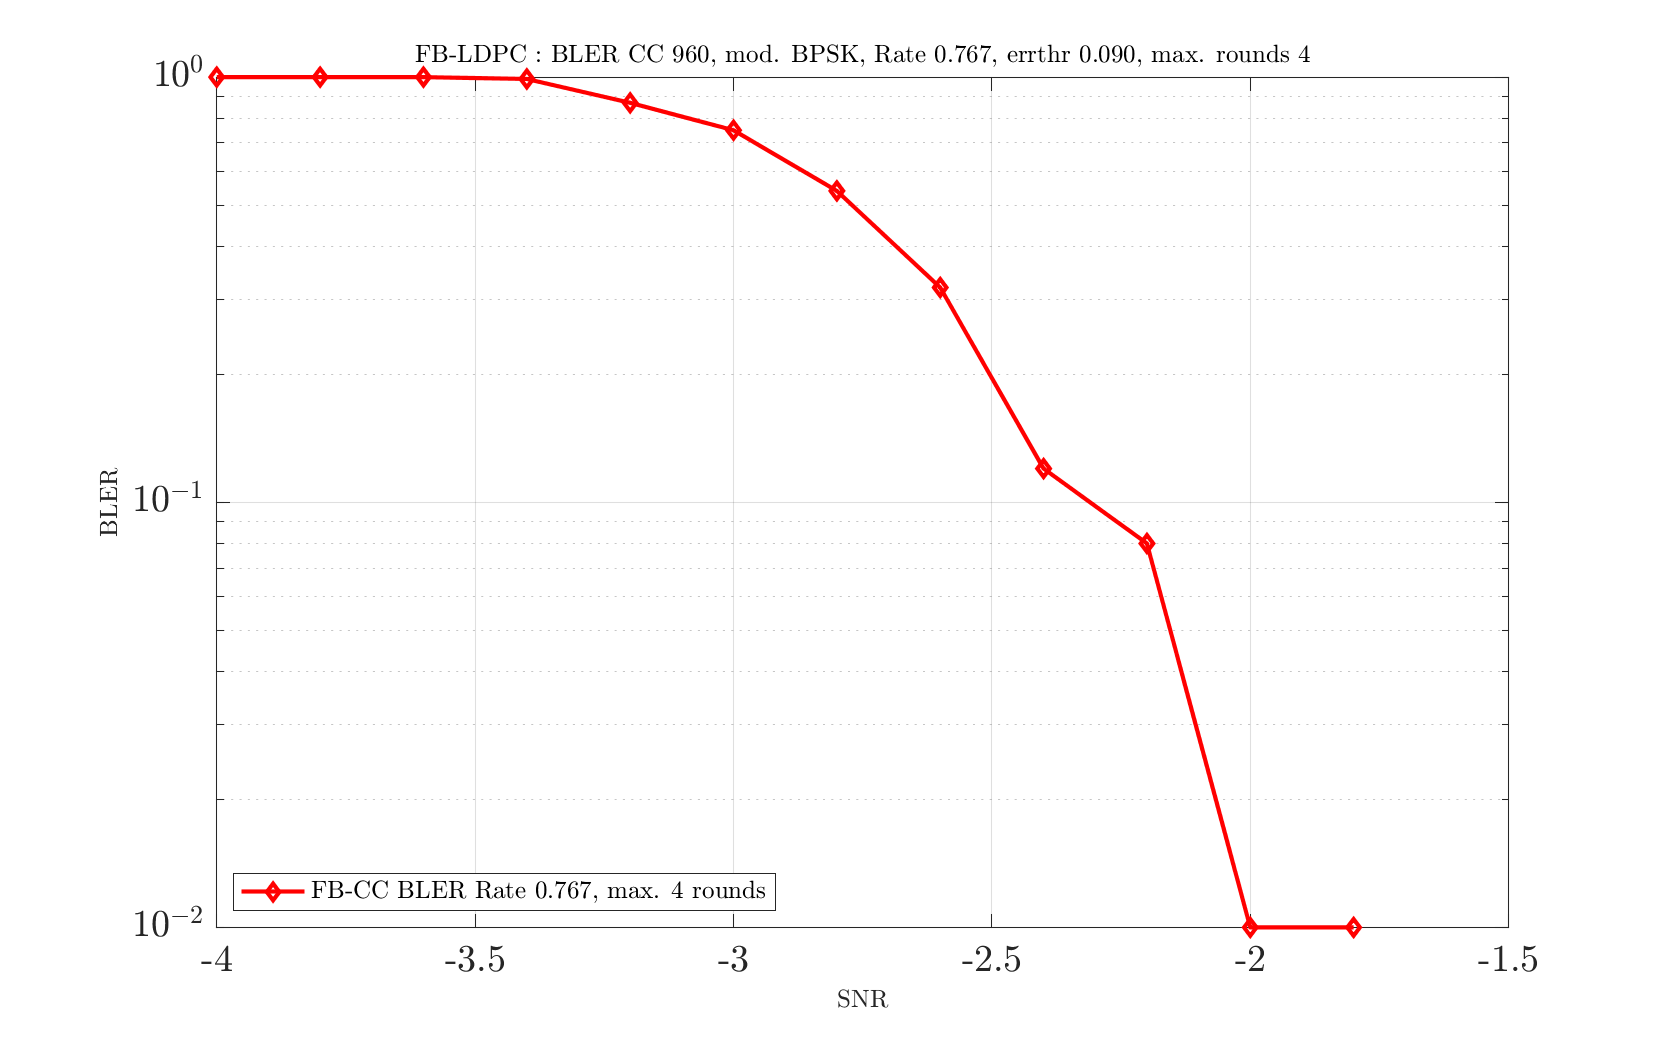 FB-LDPC : BLER CC 960, mod. BPSK, Rate 0.767, errthr 0.090, max. rounds 4
10⁰
10⁻¹
10⁻²
BLER
FB-CC BLER Rate 0.767, max. 4 rounds
-4 -3.5 -3 -2.5 -2 -1.5
SNR